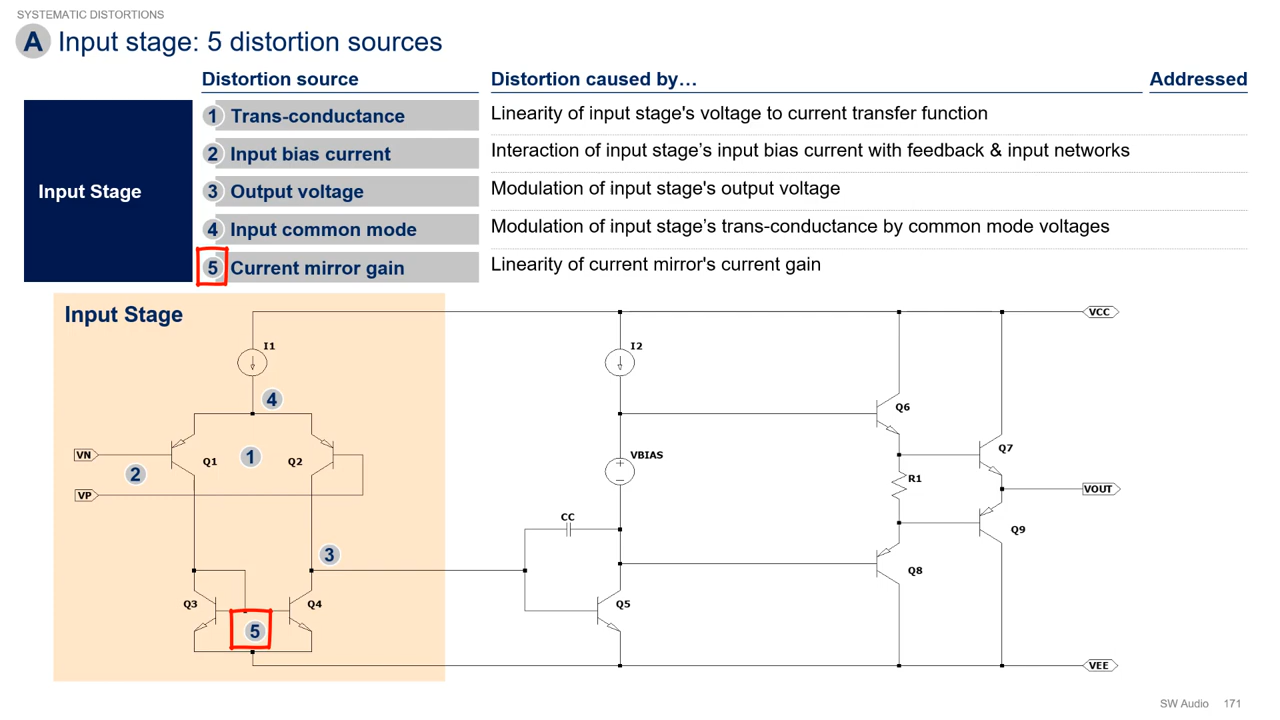 SYSTEMATIC DISTORTIONS
A Input stage: 5 distortion sources
Distortion source Distortion caused by… Addressed
Input Stage
1 Trans-conductance Linearity of input stage's voltage to current transfer function
2 Input bias current Interaction of input stage’s input bias current with feedback & input networks
3 Output voltage Modulation of input stage's output voltage
4 Input common mode Modulation of input stage’s trans-conductance by common mode voltages
5 Current mirror gain Linearity of current mirror's current gain
Input Stage
VCC
I1
I2
4
Q6
VN
Q1
1
Q2
VBIAS
Q7
2
VP
R1
VOUT
CC
Q9
3
Q8
Q3
Q4
Q5
5
VEE
SW Audio 171